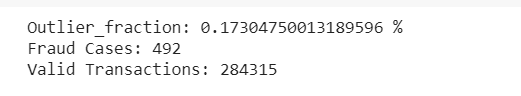 Outlier_fraction: 0.17304750013189596 %
Fraud Cases: 492
Valid Transactions: 284315